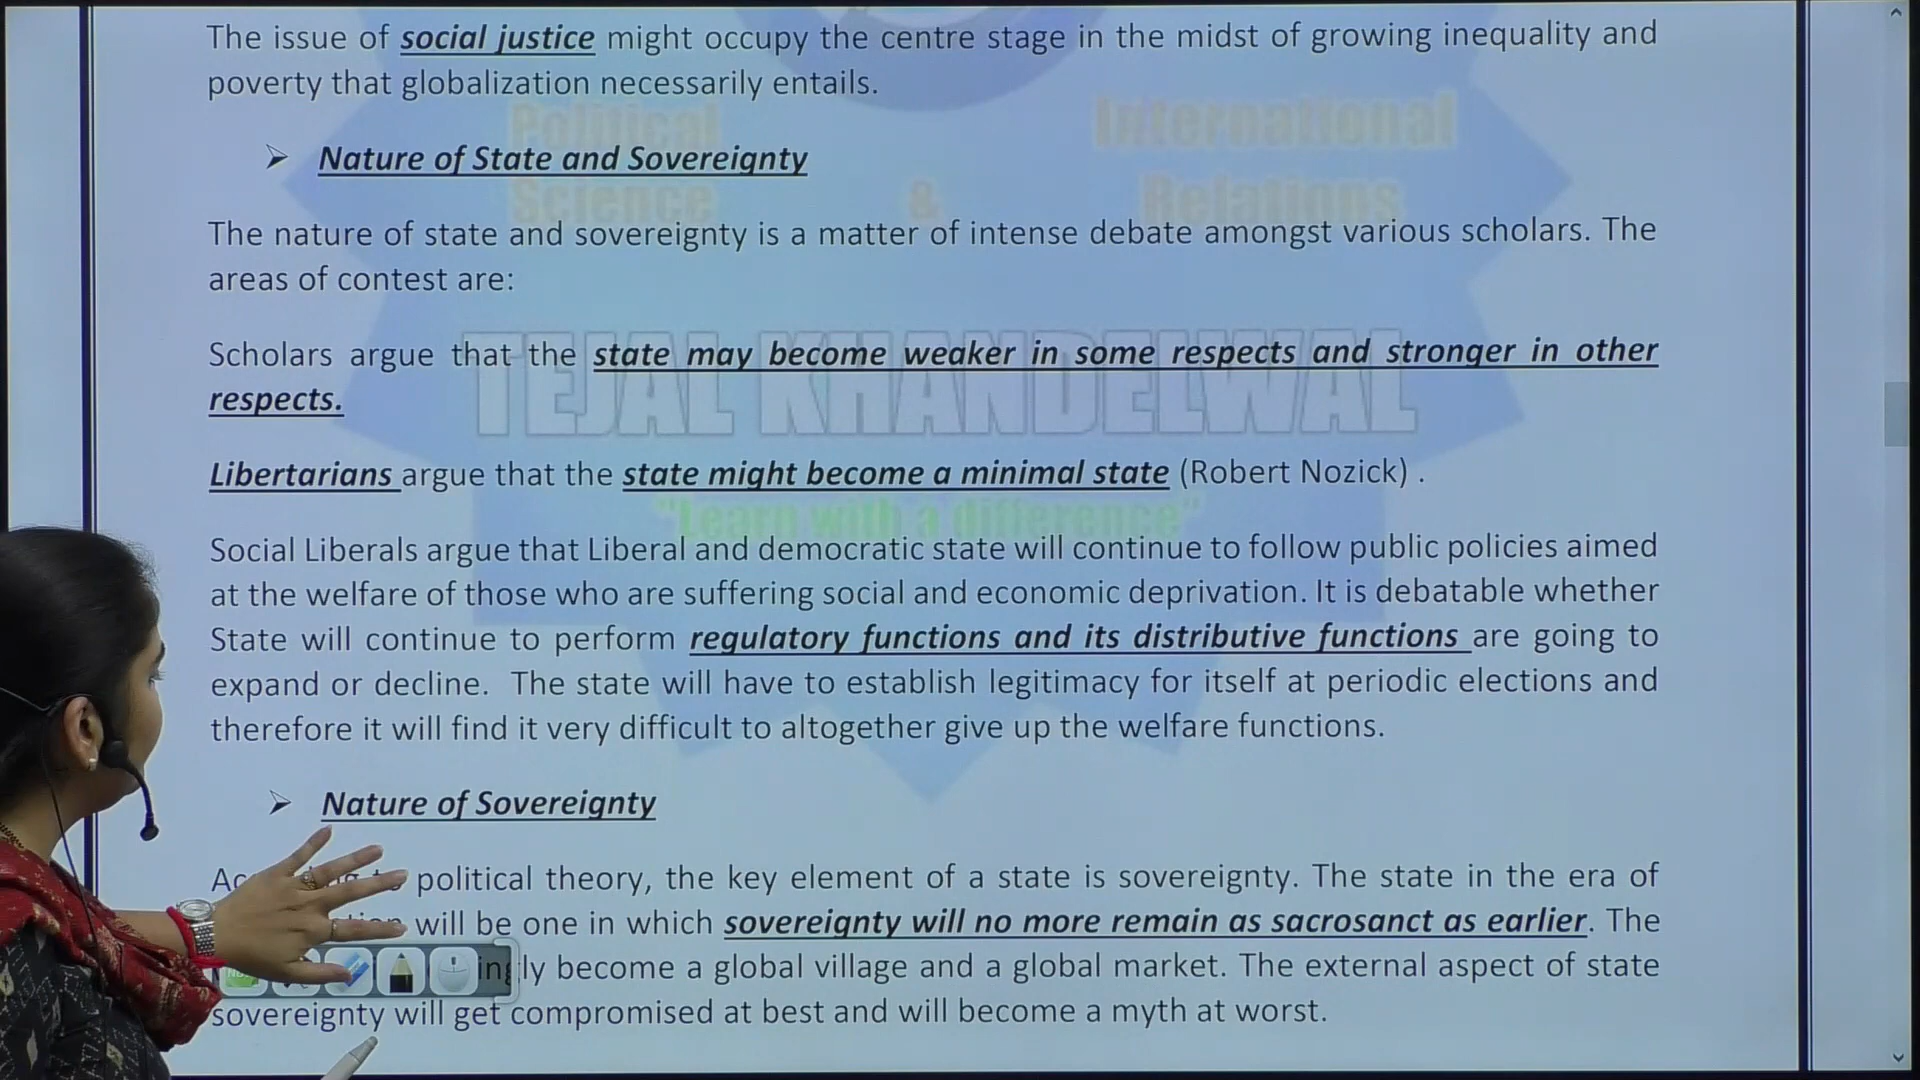 The issue of social justice might occupy the centre stage in the midst of growing inequality and
poverty that globalization necessarily entails.
Political
Science
&
International
Relations
➢ Nature of State and Sovereignty
The nature of state and sovereignty is a matter of intense debate amongst various scholars. The
areas of contest are:
Scholars argue that the state may become weaker in some respects and stronger in other
respects.
TEJAL KHANDELWAL
Libertarians argue that the state might become a minimal state (Robert Nozick) .
"Learn with a difference"
Social Liberals argue that Liberal and democratic state will continue to follow public policies aimed
at the welfare of those who are suffering social and economic deprivation. It is debatable whether
State will continue to perform regulatory functions and its distributive functions are going to
expand or decline. The state will have to establish legitimacy for itself at periodic elections and
therefore it will find it very difficult to altogether give up the welfare functions.
➢ Nature of Sovereignty
political theory, the key element of a state is sovereignty. The state in the era of
will be one in which sovereignty will no more remain as sacrosanct as earlier. The
become a global village and a global market. The external aspect of state
sovereignty will get compromised at best and will become a myth at worst.